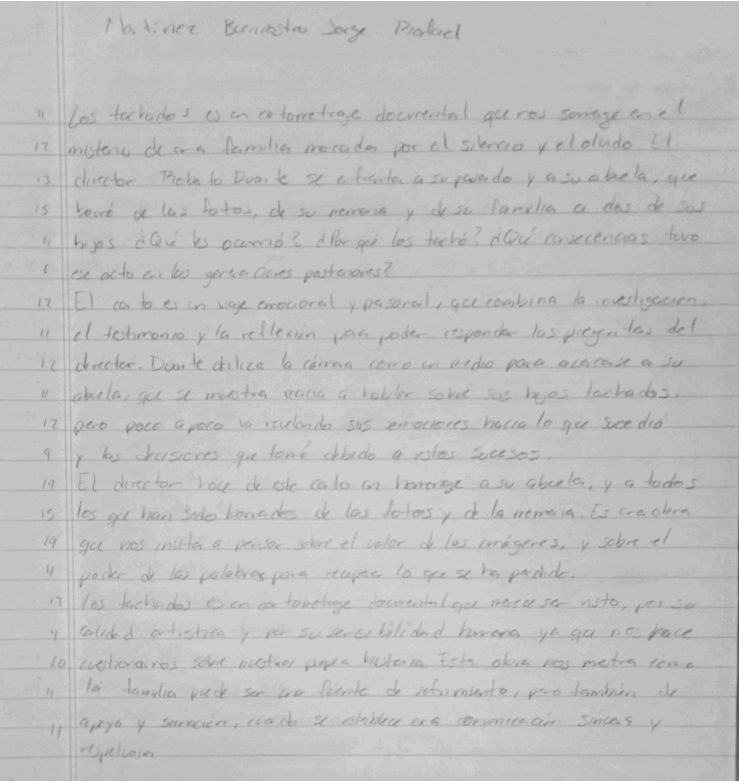 Martinez Buenrostro Jorge Rafael
11 Los tachados es un cortometraje documental que nos sumerge en el
12 misterio de una familia marcada por el silencio y el olvido El
13 director Roberto Duarte se enfrenta a su pasado y a su abuela, que
15 borró de las fotos, de su memoria y de su familia a dos de sus
11 hijos ¿Qué les ocurrió? ¿Por qué los tachó? ¿Qué consecuencias tuvo
6 ese acto en las generaciones posteriores?
12 El corto es un viaje emocional y personal, que combina la investigación,
11 el testimonio y la reflexión para poder responder las preguntas del
12 director. Duarte utiliza la cámara como un medio para acercarse a su
11 abuela, que se muestra reacia a hablar sobre sus hijos tachados,
12 pero poco a poco va revelando sus emociones hacia lo que sucedió
9 y las decisiones que tomó debido a estos sucesos.
14 El director hace de este corto un homenaje a su abuela, y a todos
15 los que han sido borrados de las fotos y de la memoria. Es una obra
14 que nos invita a pensar sobre el valor de las imágenes, y sobre el
11 poder de las palabras para recuperar lo que se ha perdido.
12 Los tachados es un cortometraje documental que merece ser visto, por su
11 calidad artística y por su sensibilidad humana ya que nos hace
10 cuestionarnos sobre nuestra propia historia Esta obra nos muestra como
11 la familia puede ser una fuente de sufrimiento, pero también de
11 apoyo y sanación, cuando se establece una comunicación sincera y
respetuosa